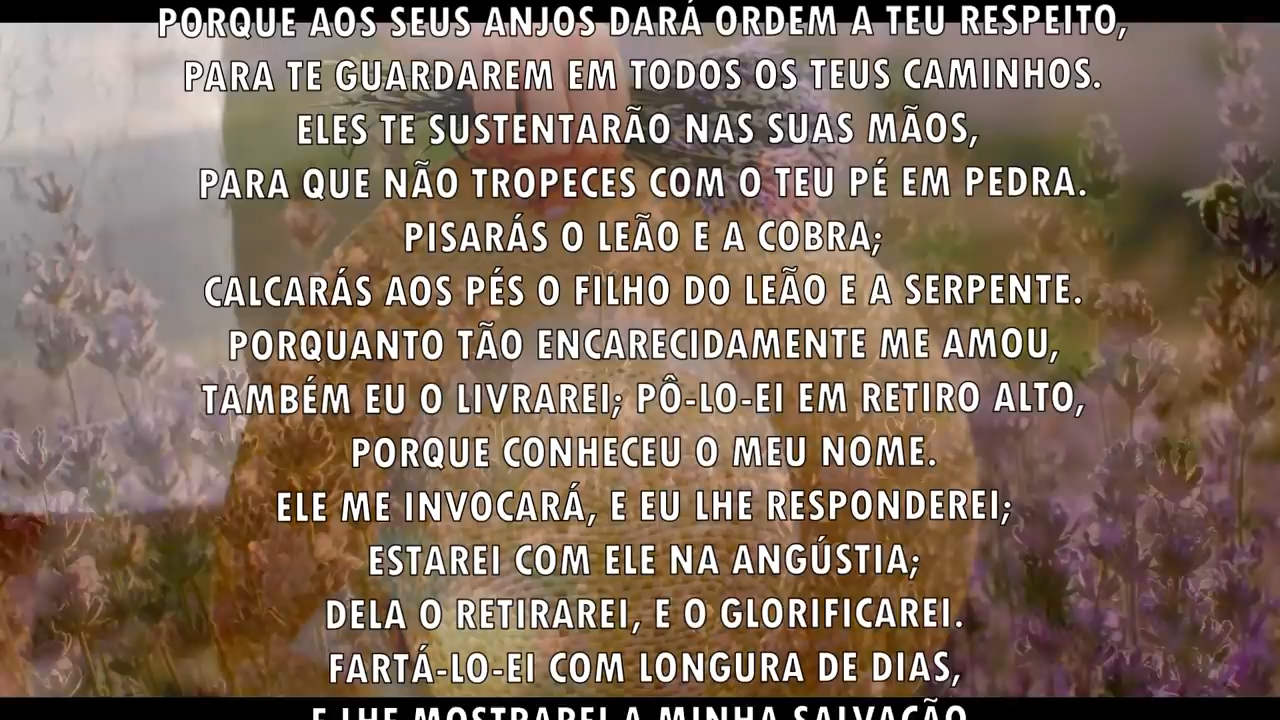 PORQUE AOS SEUS ANJOS DARÁ ORDEM A TEU RESPEITO,
PARA TE GUARDAREM EM TODOS OS TEUS CAMINHOS.
ELES TE SUSTENTARÃO NAS SUAS MÃOS,
PARA QUE NÃO TROPECES COM O TEU PÉ EM PEDRA.
PISARÁS O LEÃO E A COBRA;
CALCARÁS AOS PÉS O FILHO DO LEÃO E A SERPENTE.
PORQUANTO TÃO ENCARECIDAMENTE ME AMOU,
TAMBÉM EU O LIVRAREI; PÔ-LO-EI EM RETIRO ALTO,
PORQUE CONHECEU O MEU NOME.
ELE ME INVOCARÁ, E EU LHE RESPONDEREI;
ESTAREI COM ELE NA ANGÚSTIA;
DELA O RETIRAREI, E O GLORIFICAREI.
FARTÁ-LO-EI COM LONGURA DE DIAS,
E LHE MOSTRAREI A MINHA SALVAÇÃO